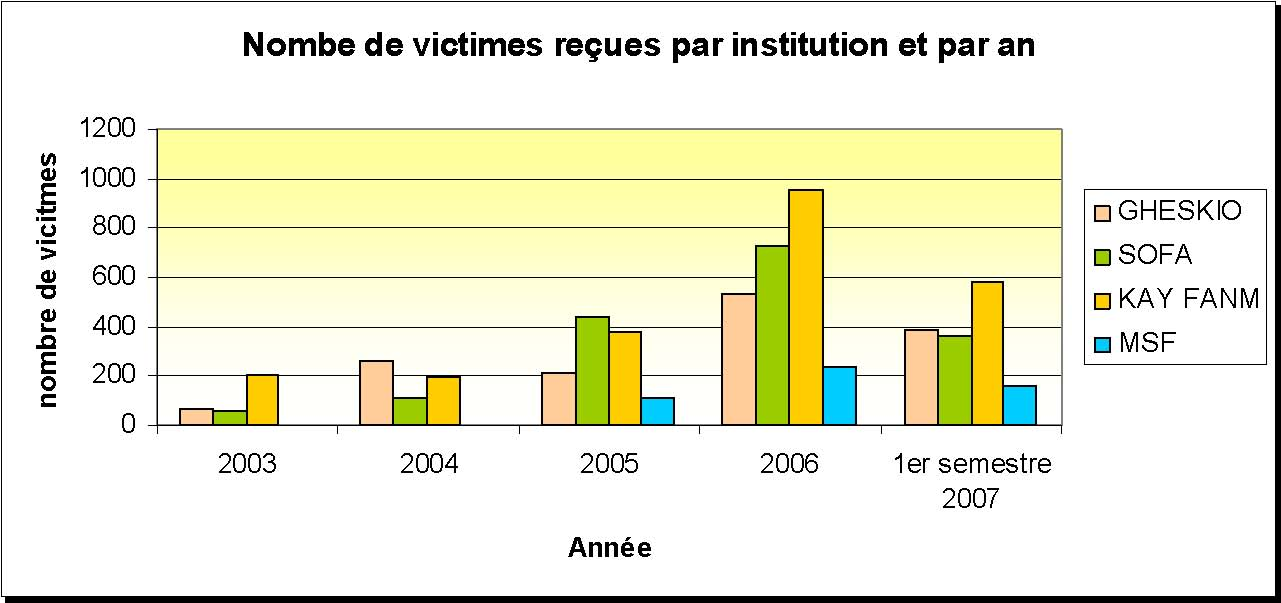 Nombe de victimes reçues par institution et par an
nombre de vicitmes
1200
1000
800
600
400
200
0
2003
2004
2005
2006
1er semestre
2007
Année
GHESKIO
SOFA
KAY FANM
MSF